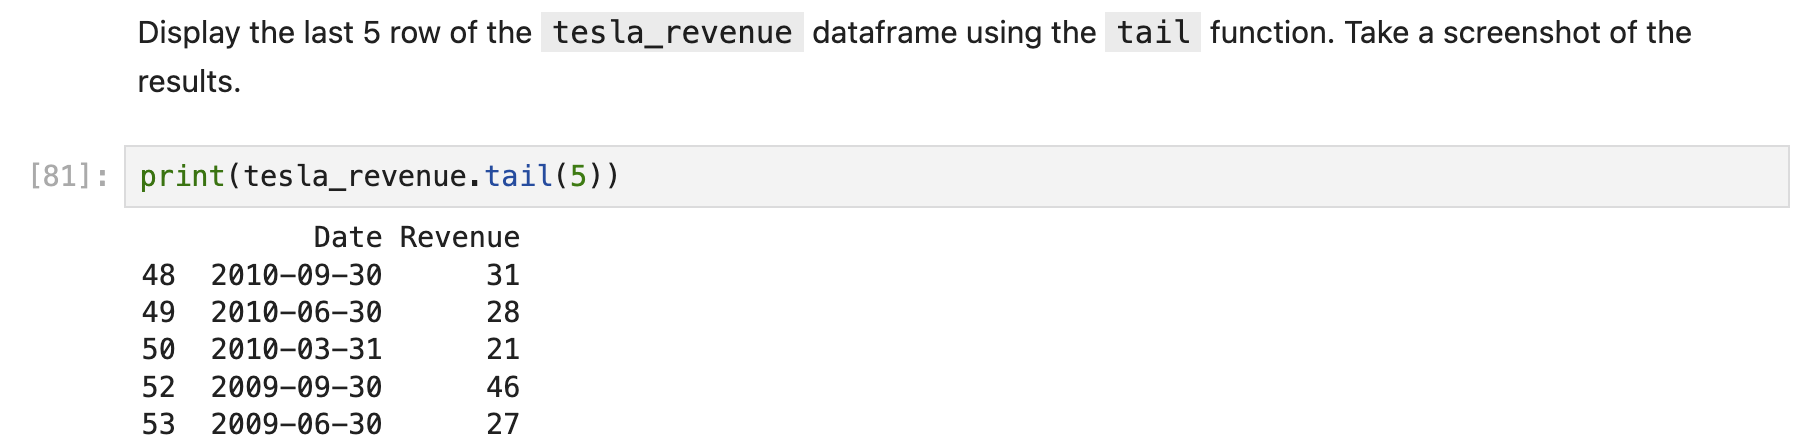 Display the last 5 row of the tesla_revenue dataframe using the tail function. Take a screenshot of the
results.
[81]: print(tesla_revenue.tail(5))
Date Revenue
48 2010-09-30 31
49 2010-06-30 28
50 2010-03-31 21
52 2009-09-30 46
53 2009-06-30 27